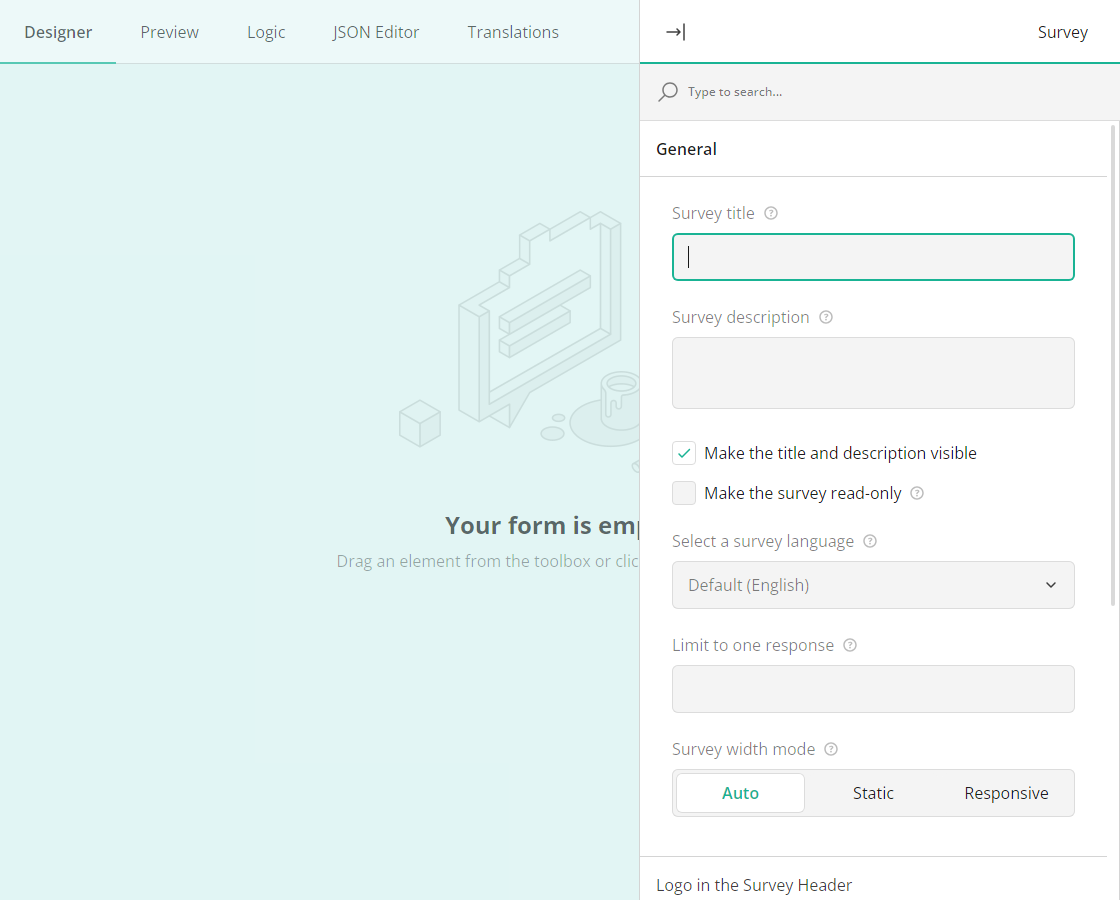 Designer Preview Logic JSON Editor Translations
Survey
Type to search...
General
Survey title
Survey description
Make the title and description visible
Make the survey read-only
Select a survey language
Default (English)
Limit to one response
Survey width mode
Auto Static Responsive
Logo in the Survey Header
Your form is
Drag an element from the toolbox or